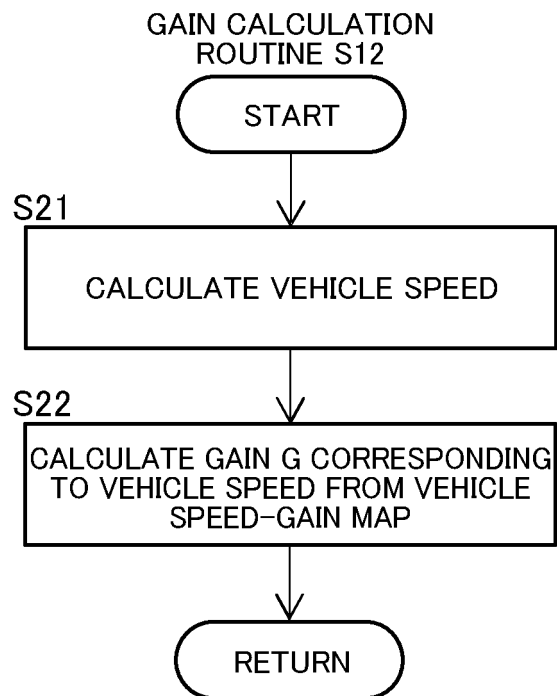 GAIN CALCULATION
ROUTINE S12
START
S21
CALCULATE VEHICLE SPEED
S22
CALCULATE GAIN G CORRESPONDING
TO VEHICLE SPEED FROM VEHICLE
SPEED-GAIN MAP
RETURN